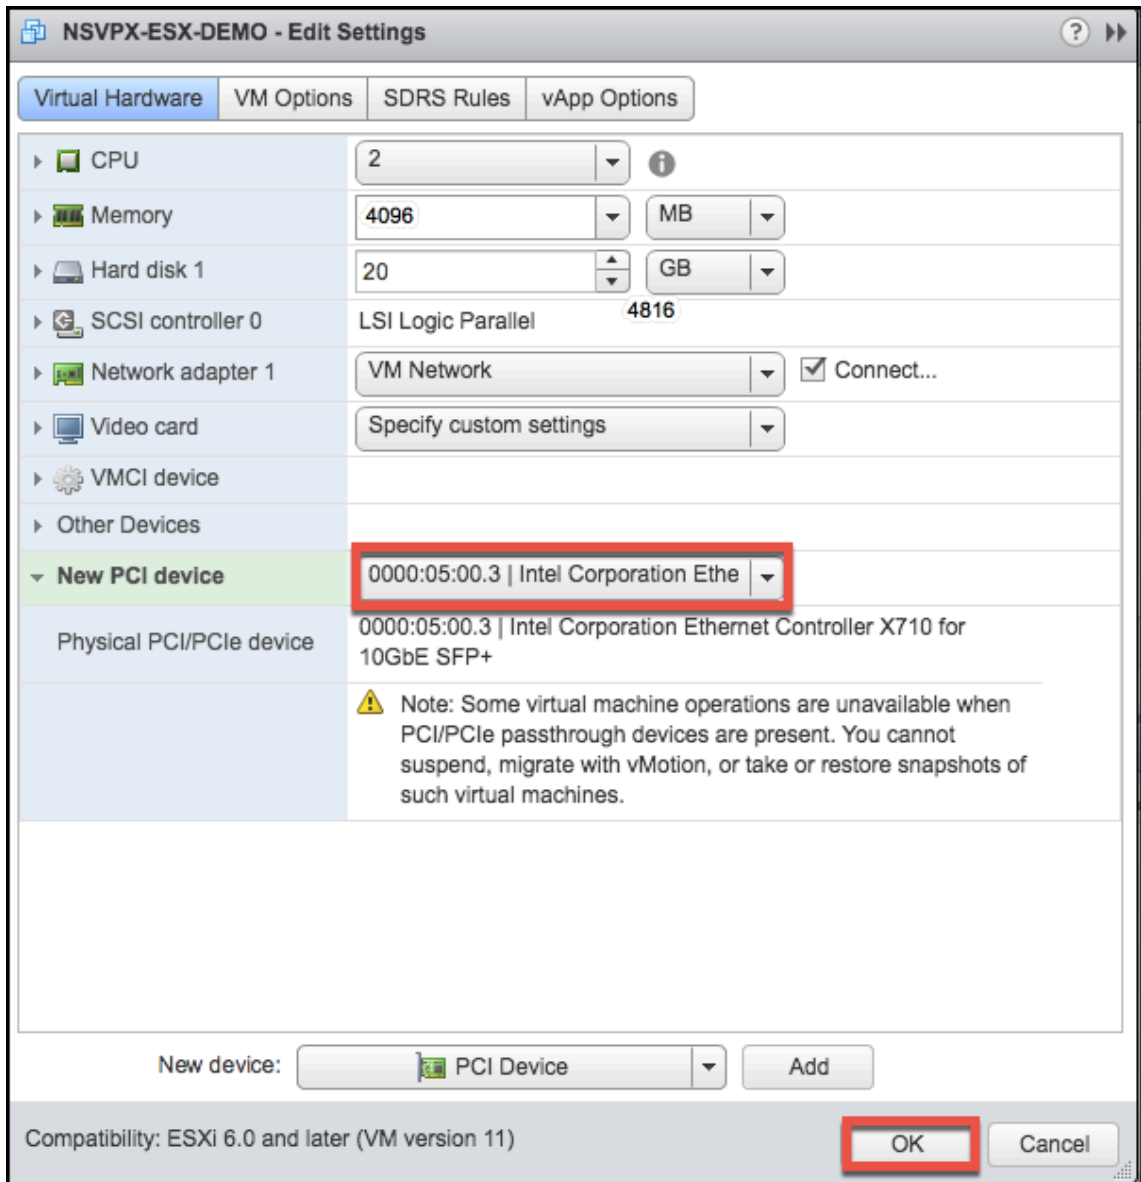 NSVPX-ESX-DEMO - Edit Settings ?
Virtual Hardware VM Options SDRS Rules vApp Options
CPU 2
Memory 4096 MB
Hard disk 1 20 GB
4816
SCSI controller 0 LSI Logic Parallel
Network adapter 1 VM Network Connect...
Video card Specify custom settings
VMCI device
Other Devices
New PCI device 0000:05:00.3 | Intel Corporation Ethe
Physical PCI/PCIe device 0000:05:00.3 | Intel Corporation Ethernet Controller X710 for
10GbE SFP+
Note: Some virtual machine operations are unavailable when
PCI/PCIe passthrough devices are present. You cannot
suspend, migrate with vMotion, or take or restore snapshots of
such virtual machines.
New device: PCI Device Add
Compatibility: ESXi 6.0 and later (VM version 11) OK Cancel